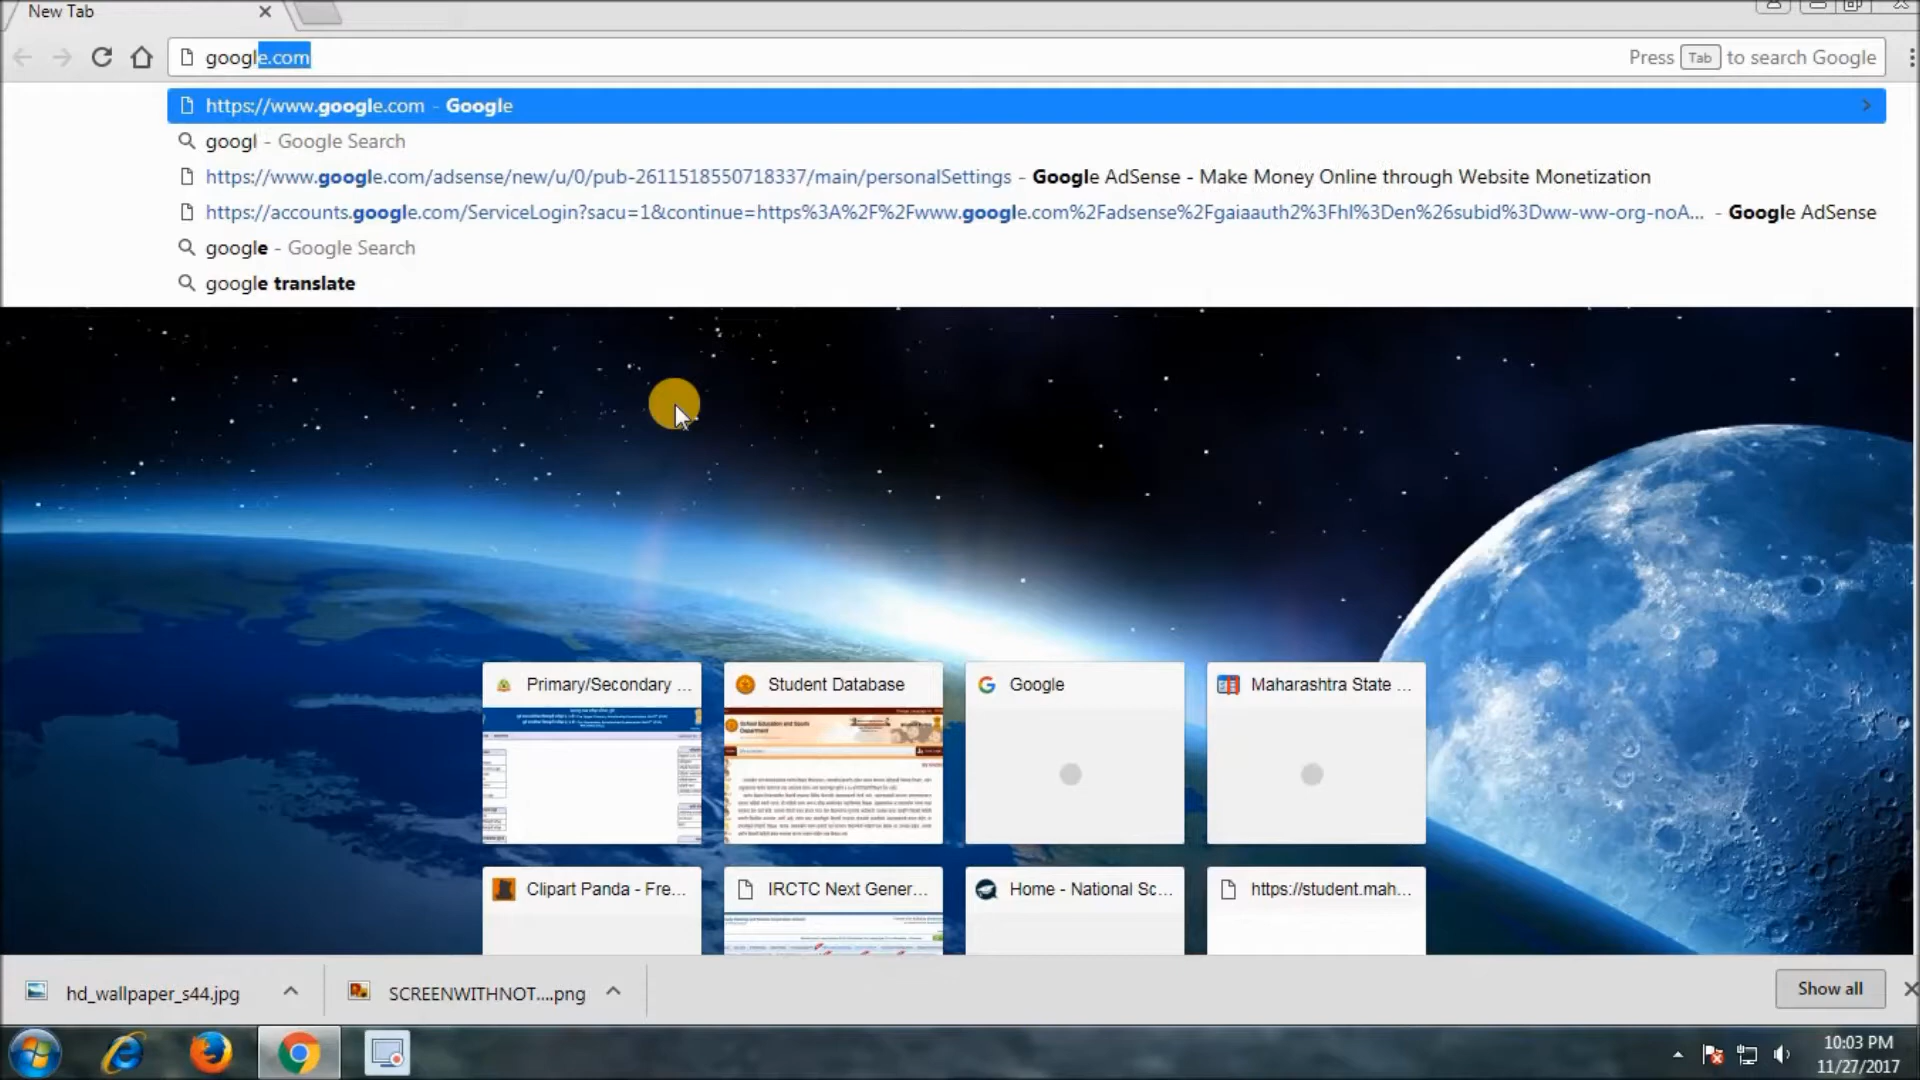 New Tab
google.com
Press Tab to search Google
https://www.google.com - Google
googl - Google Search
https://www.google.com/adsense/new/u/0/pub-2611518550718337/main/personalSettings - Google AdSense - Make Money Online through Website Monetization
https://accounts.google.com/ServiceLogin?sacu=1&continue=https%3A%2F%2Fwww.google.com%2Fadsense%2Fgaiaauth2%3Fhl%3Den%26subid%3Dww-ww-org-noA... - Google AdSense
google - Google Search
google translate
Primary/Secondary ...
Student Database
Google
Maharashtra State ...
School Education and Sports
Department
Clipart Panda - Fre...
IRCTC Next Gener...
Home - National Sc...
https://student.mah...
hd_wallpaper_s44.jpg
SCREENWITHNOT....png
Show all
10:03 PM
11/27/2017